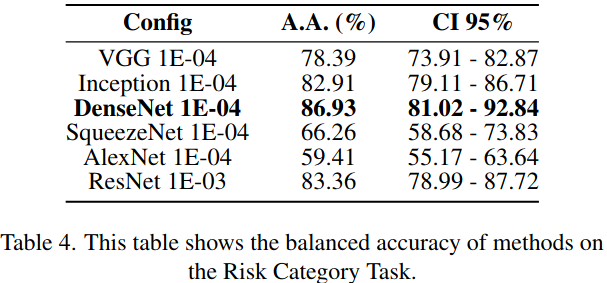 Config A.A. (%) CI 95%
VGG 1E-04 78.39 73.91 - 82.87
Inception 1E-04 82.91 79.11 - 86.71
DenseNet 1E-04 86.93 81.02 - 92.84
SqueezeNet 1E-04 66.26 58.68 - 73.83
AlexNet 1E-04 59.41 55.17 - 63.64
ResNet 1E-03 83.36 78.99 - 87.72
Table 4. This table shows the balanced accuracy of methods on
the Risk Category Task.